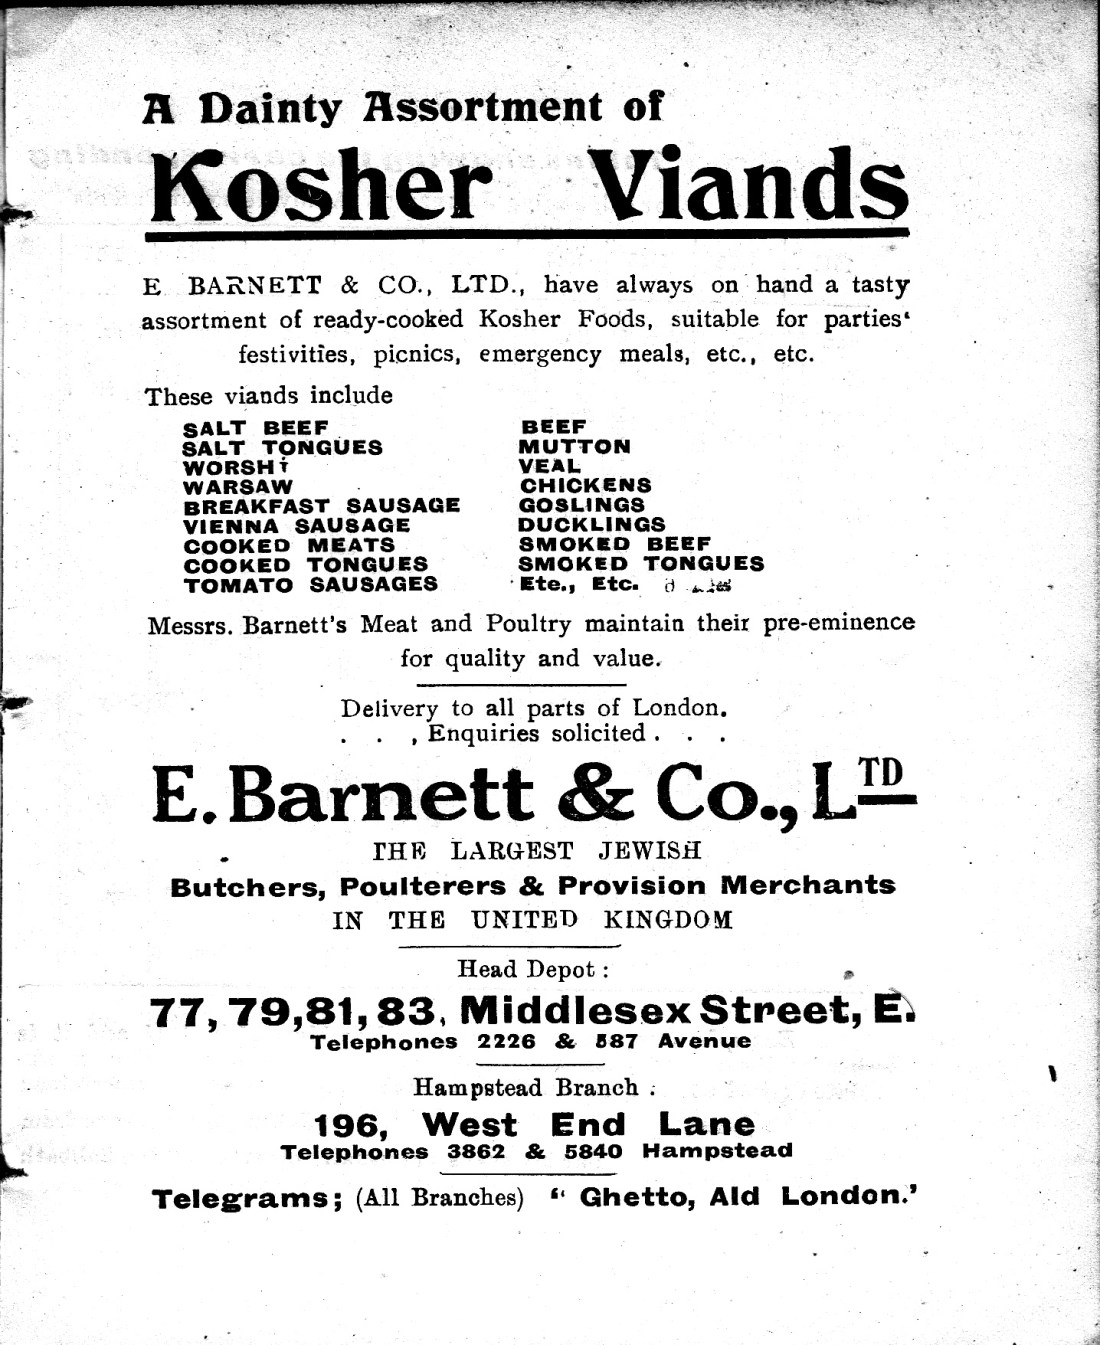 A Dainty Assortment of
Kosher Viands
E BARNETT & CO., LTD., have always on hand a tasty
assortment of ready-cooked Kosher Foods, suitable for parties‘
festivities, picnics, emergency meals, etc., etc.
These viands include
SALT BEEF
SALT TONGUES
WORSHT
WARSAW
BREAKFAST SAUSAGE
VIENNA SAUSAGE
COOKED MEATS
COOKED TONGUES
TOMATO SAUSAGES
BEEF
MUTTON
VEAL
CHICKENS
GOSLINGS
DUCKLINGS
SMOKED BEEF
SMOKED TONGUES
Ete., Etc.
Messrs. Barnett's Meat and Poultry maintain their pre-eminence
for quality and value.
Delivery to all parts of London.
. . , Enquiries solicited . . .
E. Barnett & Co., LTD
THE LARGEST JEWISH
Butchers, Poulterers & Provision Merchants
IN THE UNITED KINGDOM
Head Depot :
77, 79,81, 83, Middlesex Street, E.
Telephones 2226 & 587 Avenue
Hampstead Branch :
196, West End Lane
Telephones 3862 & 5840 Hampstead
Telegrams; (All Branches) “ Ghetto, Ald London.’